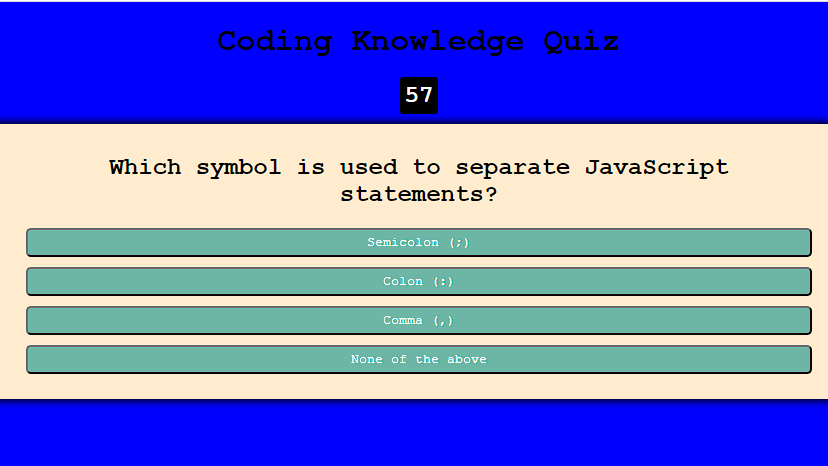 Coding Knowledge Quiz
57
Which symbol is used to separate JavaScript
statements?
Semicolon (;)
Colon (:)
Comma (,)
None of the above